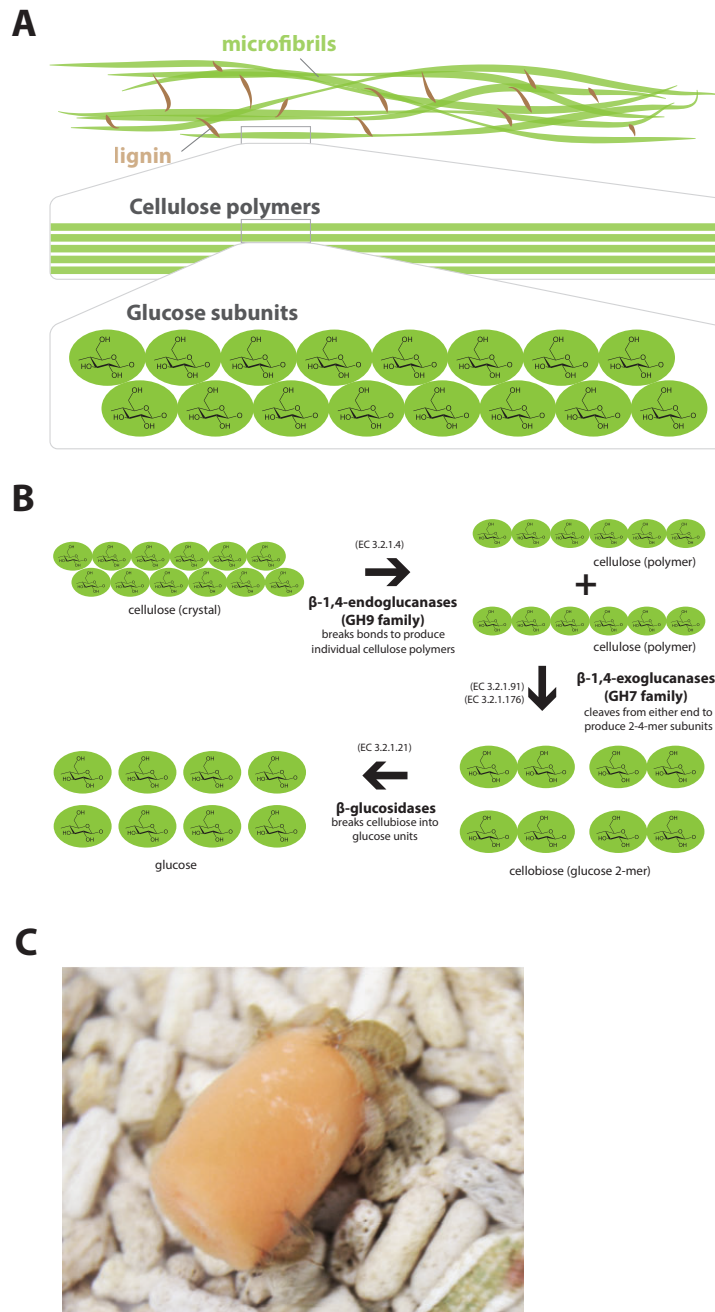 A
microfibrils
lignin
Cellulose polymers
Glucose subunits
B
cellulose (crystal)
(EC 3.2.1.4)
β-1,4-endoglucanases
(GH9 family)
breaks bonds to produce
individual cellulose polymers
cellulose (polymer)
+
cellulose (polymer)
(EC 3.2.1.91)
(EC 3.2.1.176)
β-1,4-exoglucanases
(GH7 family)
cleaves from either end to
produce 2-4-mer subunits
(EC 3.2.1.21)
β-glucosidases
breaks cellubiose into
glucose units
glucose
cellobiose (glucose 2-mer)
C